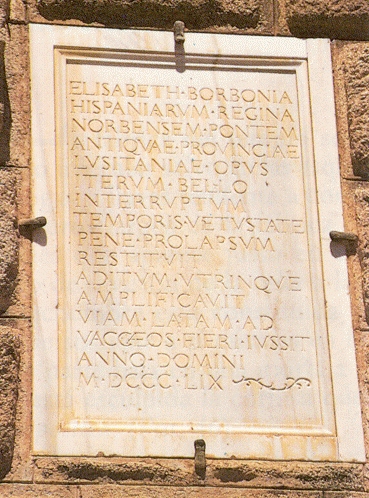 ELISABETH·BORBONIA
HISPANIARVM·REGINA
NORBENSEM·PONTEM
ANTIQVAE·PROVINCIAE
LVSITANIAE·OPVS
ITERVM·BELLO
INTERRVPTVM
TEMPORIS·VETVSTATE
PENE·PROLAPSVM
RESTITVIT
ADITVM·VTRINQVE
AMPLIFICAVIT
VIAM·LATAM·AD
VACCÆOS·FIERI·IVSSIT
ANNO·DOMINI
M·DCCC·LIX